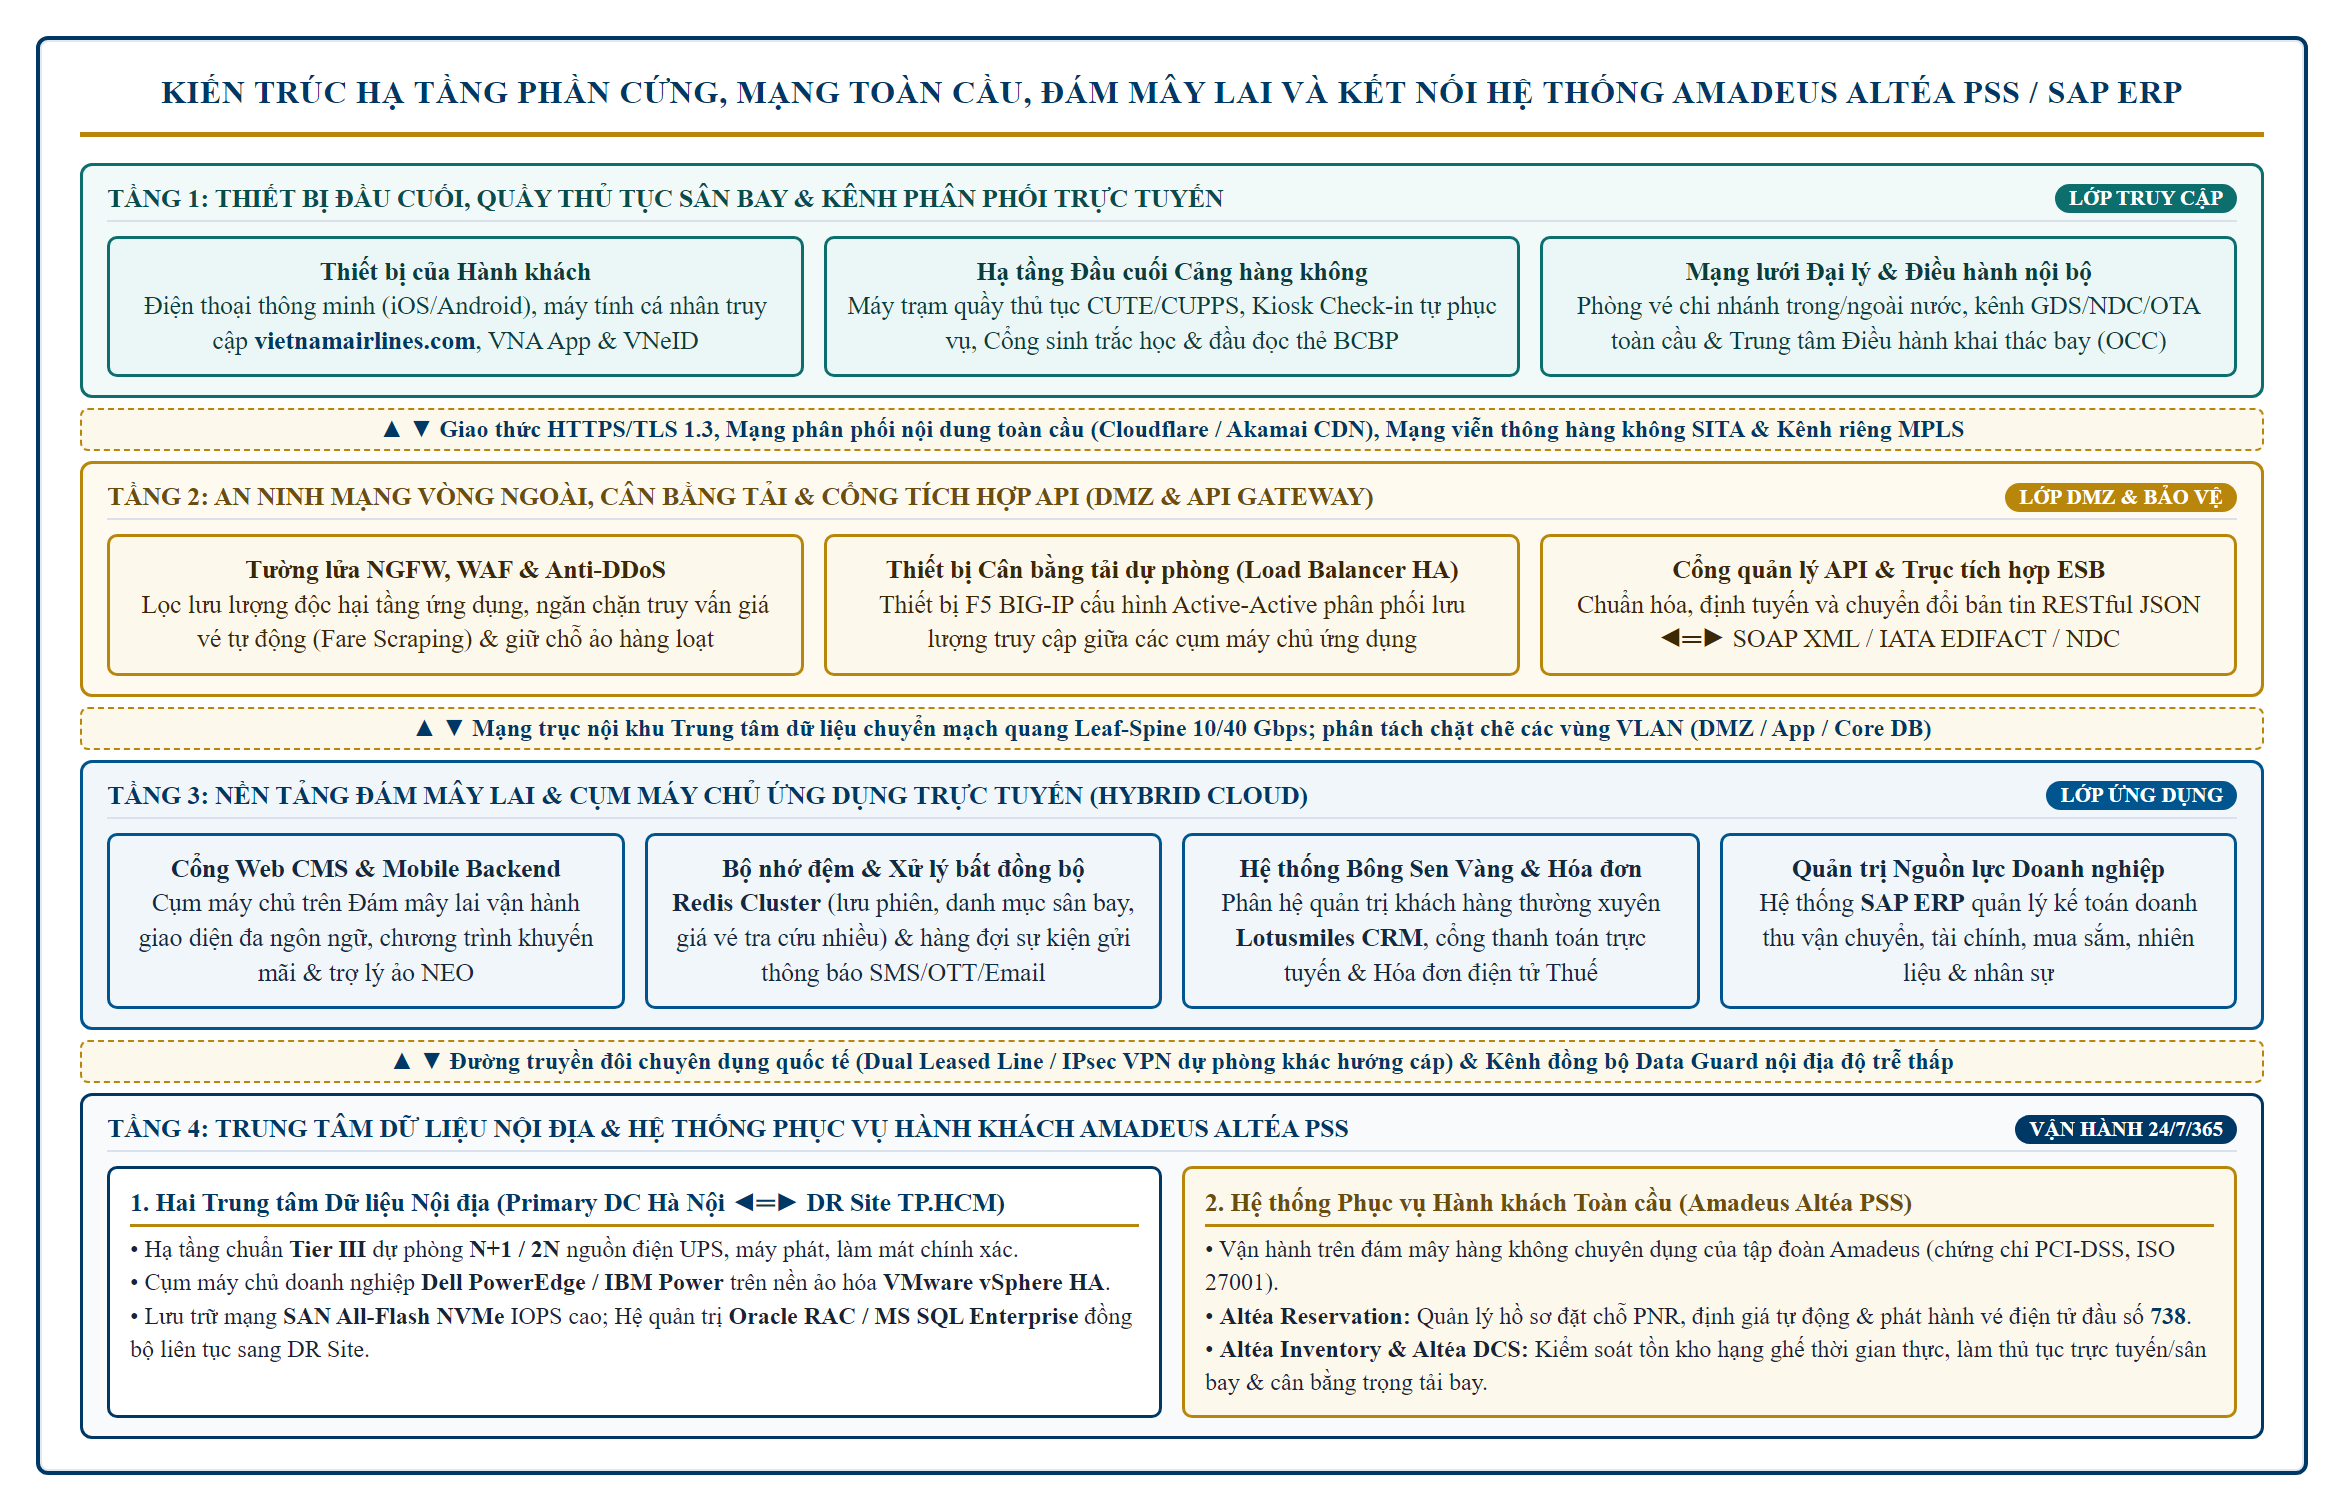 KIẾN TRÚC HẠ TẦNG PHẦN CỨNG, MẠNG TOÀN CẦU, ĐÁM MÂY LAI VÀ KẾT NỐI HỆ THỐNG AMADEUS ALTÉA PSS / SAP ERP
TẦNG 1: THIẾT BỊ ĐẦU CUỐI, QUẦY THỦ TỤC SÂN BAY & KÊNH PHÂN PHỐI TRỰC TUYẾN
LỚP TRUY CẬP
Thiết bị của Hành khách
Điện thoại thông minh (iOS/Android), máy tính cá nhân truy
cập vietnamairlines.com, VNA App & VNeID
Hạ tầng Đầu cuối Cảng hàng không
Máy trạm quầy thủ tục CUTE/CUPPS, Kiosk Check-in tự phục
vụ, Cổng sinh trắc học & đầu đọc thẻ BCBP
Mạng lưới Đại lý & Điều hành nội bộ
Phòng vé chi nhánh trong/ngoài nước, kênh GDS/NDC/OTA
toàn cầu & Trung tâm Điều hành khai thác bay (OCC)
▲ ▼ Giao thức HTTPS/TLS 1.3, Mạng phân phối nội dung toàn cầu (Cloudflare / Akamai CDN), Mạng viễn thông hàng không SITA & Kênh riêng MPLS
TẦNG 2: AN NINH MẠNG VÒNG NGOÀI, CÂN BẰNG TẢI & CỔNG TÍCH HỢP API (DMZ & API GATEWAY)
LỚP DMZ & BẢO VỆ
Tường lửa NGFW, WAF & Anti-DDoS
Lọc lưu lượng độc hại tầng ứng dụng, ngăn chặn truy vấn giá
vé tự động (Fare Scraping) & giữ chỗ ảo hàng loạt
Thiết bị Cân bằng tải dự phòng (Load Balancer HA)
Thiết bị F5 BIG-IP cấu hình Active-Active phân phối lưu
lượng truy cập giữa các cụm máy chủ ứng dụng
Cổng quản lý API & Trục tích hợp ESB
Chuẩn hóa, định tuyến và chuyển đổi bản tin RESTful JSON
◄═► SOAP XML / IATA EDIFACT / NDC
▲ ▼ Mạng trục nội khu Trung tâm dữ liệu chuyển mạch quang Leaf-Spine 10/40 Gbps; phân tách chặt chẽ các vùng VLAN (DMZ / App / Core DB)
TẦNG 3: NỀN TẢNG ĐÁM MÂY LAI & CỤM MÁY CHỦ ỨNG DỤNG TRỰC TUYẾN (HYBRID CLOUD)
LỚP ỨNG DỤNG
Cổng Web CMS & Mobile Backend
Cụm máy chủ trên Đám mây lai vận hành
giao diện đa ngôn ngữ, chương trình khuyến
mãi & trợ lý ảo NEO
Bộ nhớ đệm & Xử lý bất đồng bộ
Redis Cluster (lưu phiên, danh mục sân bay,
giá vé tra cứu nhiều) & hàng đợi sự kiện gửi
thông báo SMS/OTT/Email
Hệ thống Bông Sen Vàng & Hóa đơn
Phân hệ quản trị khách hàng thường xuyên
Lotusmiles CRM, cổng thanh toán trực
tuyến & Hóa đơn điện tử Thuế
Quản trị Nguồn lực Doanh nghiệp
Hệ thống SAP ERP quản lý kế toán doanh
thu vận chuyển, tài chính, mua sắm, nhiên
liệu & nhân sự
▲ ▼ Đường truyền đôi chuyên dụng quốc tế (Dual Leased Line / IPsec VPN dự phòng khác hướng cáp) & Kênh đồng bộ Data Guard nội địa độ trễ thấp
TẦNG 4: TRUNG TÂM DỮ LIỆU NỘI ĐỊA & HỆ THỐNG PHỤC VỤ HÀNH KHÁCH AMADEUS ALTÉA PSS
VẬN HÀNH 24/7/365
1. Hai Trung tâm Dữ liệu Nội địa (Primary DC Hà Nội ◄═► DR Site TP.HCM)
• Hạ tầng chuẩn Tier III dự phòng N+1 / 2N nguồn điện UPS, máy phát, làm mát chính xác.
• Cụm máy chủ doanh nghiệp Dell PowerEdge / IBM Power trên nền ảo hóa VMware vSphere HA.
• Lưu trữ mạng SAN All-Flash NVMe IOPS cao; Hệ quản trị Oracle RAC / MS SQL Enterprise đồng
bộ liên tục sang DR Site.
2. Hệ thống Phục vụ Hành khách Toàn cầu (Amadeus Altéa PSS)
• Vận hành trên đám mây hàng không chuyên dụng của tập đoàn Amadeus (chứng chỉ PCI-DSS, ISO
27001).
• Altéa Reservation: Quản lý hồ sơ đặt chỗ PNR, định giá tự động & phát hành vé điện tử đầu số 738.
• Altéa Inventory & Altéa DCS: Kiểm soát tồn kho hạng ghế thời gian thực, làm thủ tục trực tuyến/sân
bay & cân bằng trọng tải bay.